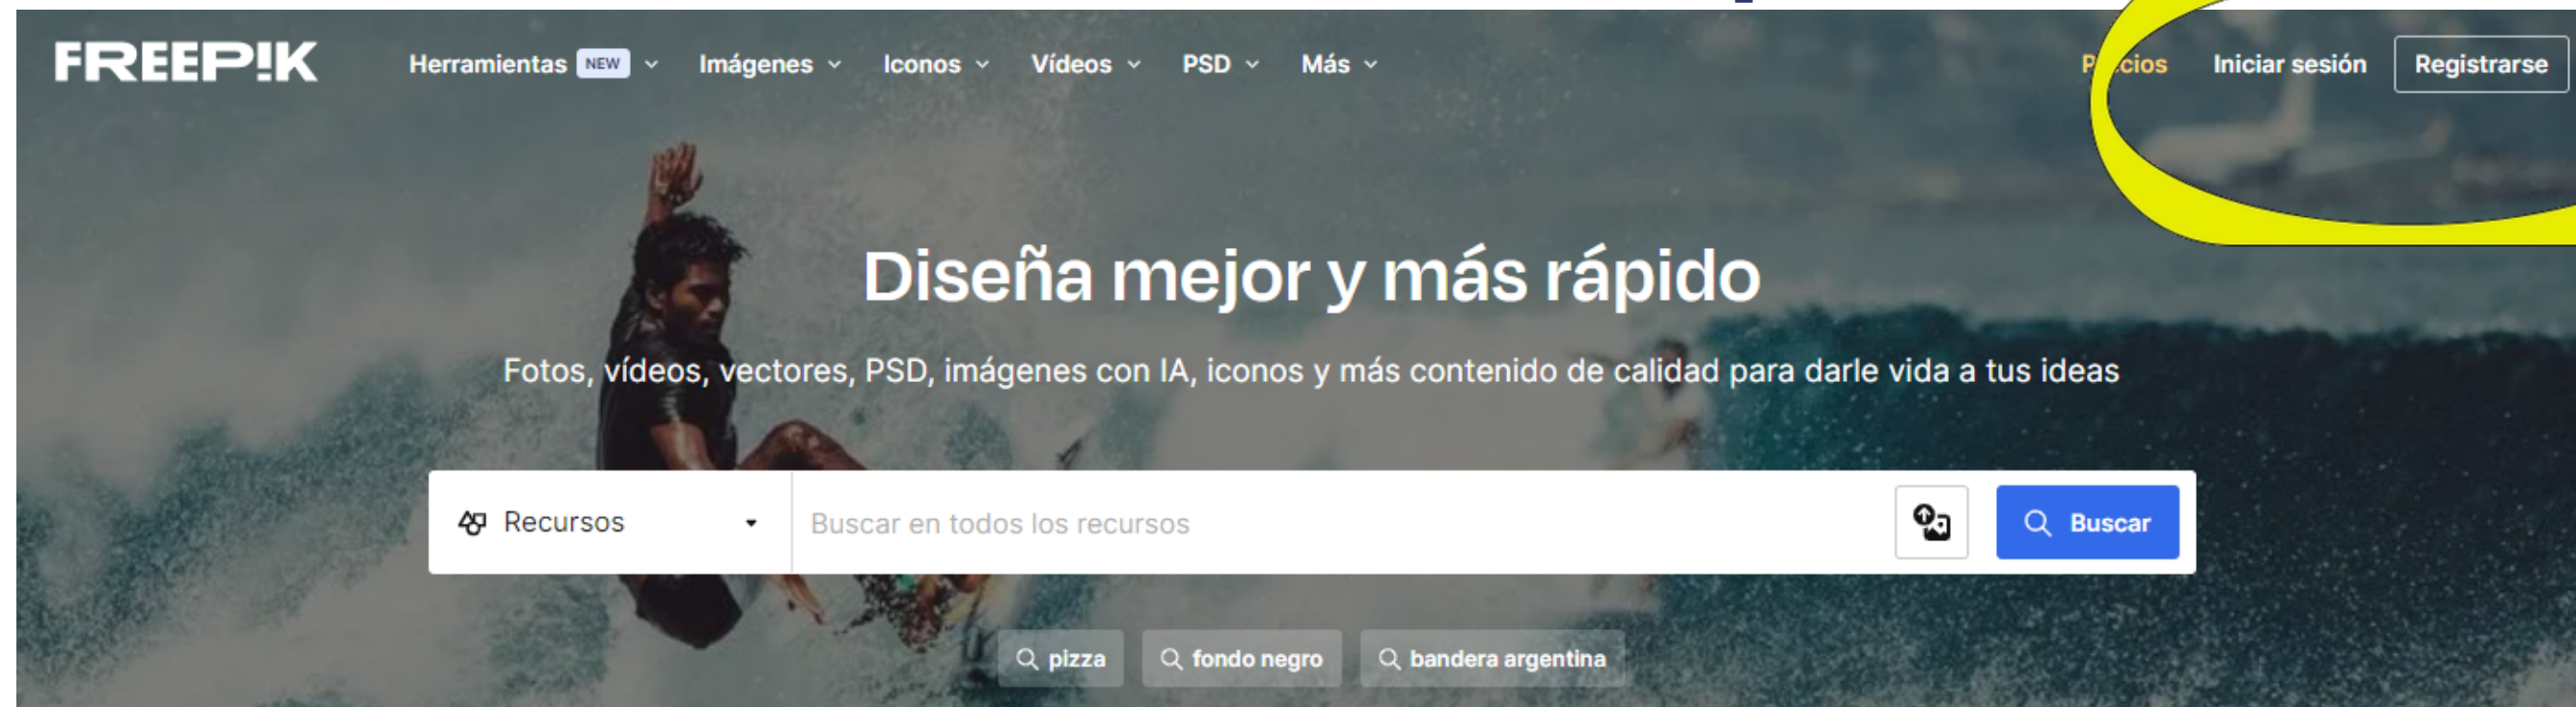 FREEP!K Herramientas NEW Imágenes Iconos Vídeos PSD Más Precios Iniciar sesión Registrarse
Diseña mejor y más rápido
Fotos, vídeos, vectores, PSD, imágenes con IA, iconos y más contenido de calidad para darle vida a tus ideas
Recursos Buscar en todos los recursos Buscar
pizza fondo negro bandera argentina